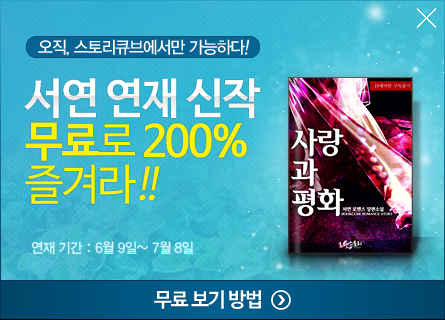 오직, 스토리큐브에서만 가능하다!
서연 연재 신작
무료로 200%
즐겨라!!
연재 기간 : 6월 9일~ 7월 8일
사랑
과
평화
서연 로맨스 장편소설
BOOKCUBE ROMANCE STORY
무료 보기 방법